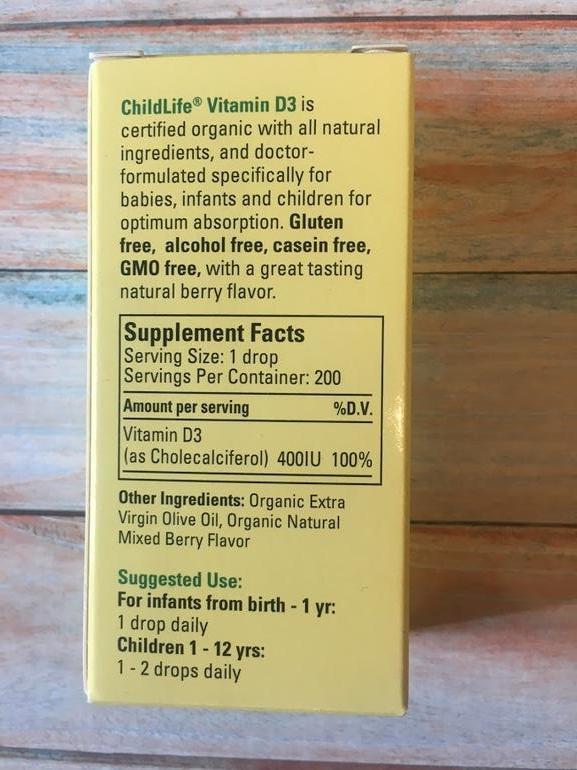 ChildLife® Vitamin D3 is
certified organic with all natural
ingredients, and doctor-
formulated specifically for
babies, infants and children for
optimum absorption. Gluten
free, alcohol free, casein free,
GMO free, with a great tasting
natural berry flavor.
Supplement Facts
Serving Size: 1 drop
Servings Per Container: 200
Amount per serving %D.V.
Vitamin D3
(as Cholecalciferol) 400IU 100%
Other Ingredients: Organic Extra
Virgin Olive Oil, Organic Natural
Mixed Berry Flavor
Suggested Use:
For infants from birth - 1 yr:
1 drop daily
Children 1 - 12 yrs:
1 - 2 drops daily